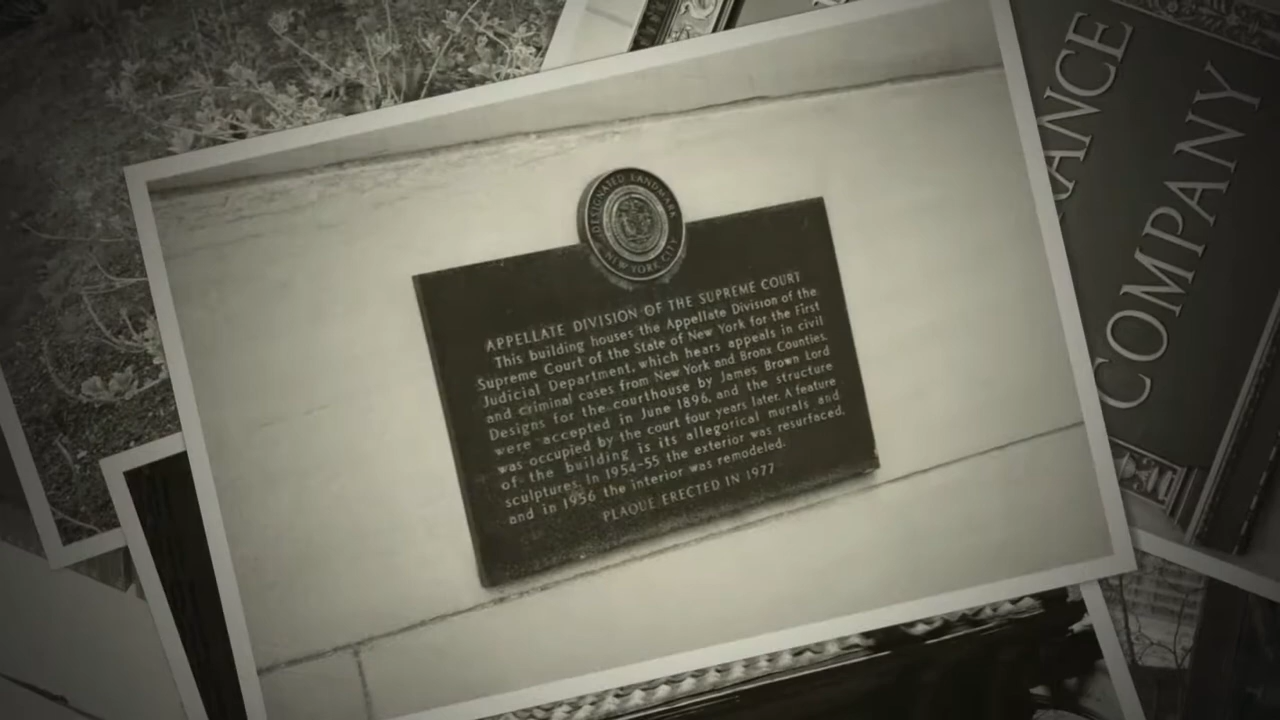 DESIGNATED LANDMARK
NEW YORK CITY
APPELLATE DIVISION OF THE SUPREME COURT
This building houses the Appellate Division of the
Supreme Court of the State of New York for the First
Judicial Department, which hears appeals in civil
and criminal cases from New York and Bronx Counties.
Designs for the courthouse by James Brown Lord
were accepted in June 1896, and the structure
was occupied by the court four years later. A feature
of the building is its allegorical murals and
sculptures. In 1954-55 the exterior was resurfaced,
and in 1956 the interior was remodeled.
PLAQUE ERECTED IN 1977
COMPANY